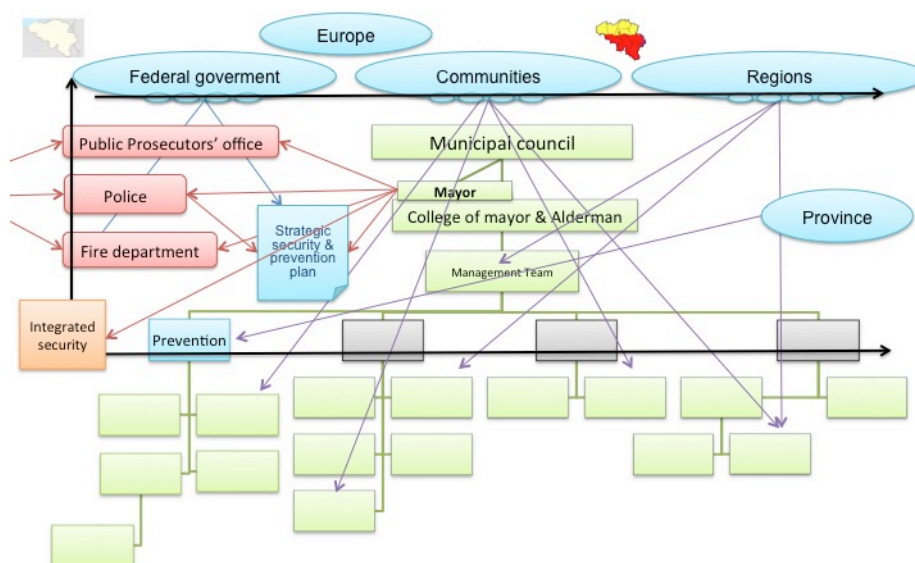 Europe
Federal goverment
Communities
Regions
Public Prosecutors' office
Municipal council
Police
Mayor
College of mayor & Alderman
Province
Strategic
security &
prevention
plan
Fire department
Management Team
Integrated
security
Prevention